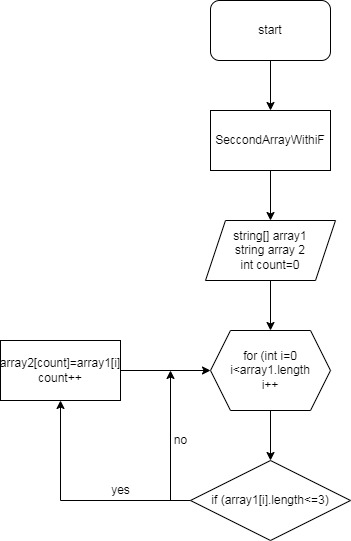 start
SeccondArrayWithiF
string[] array1
string array 2
int count=0
for (int i=0
i<array1.length
i++
array2[count]=array1[i]
count++
no
yes
if (array1[i].length<=3)